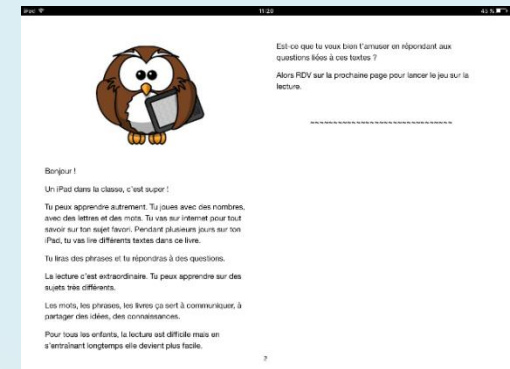 iPad
11:20
45 %
Bonjour !
Un iPad dans la classe, c'est super !
Tu peux apprendre autrement. Tu joues avec des nombres,
avec des lettres et des mots. Tu vas sur internet pour tout
savoir sur ton sujet favori. Pendant plusieurs jours sur ton
iPad, tu vas lire différents textes dans ce livre.
Tu liras des phrases et tu répondras à des questions.
La lecture c'est extraordinaire. Tu peux apprendre sur des
sujets très différents.
Les mots, les phrases, les livres ça sert à communiquer, à
partager des idées, des connaissances.
Pour tous les enfants, la lecture est difficile mais en
s'entraînant longtemps elle devient plus facile.
Est-ce que tu veux bien t'amuser en répondant aux
questions liées à ces textes ?
Alors RDV sur la prochaine page pour lancer le jeu sur la
lecture.
~~~~~~~~~~~~~~~~~~~~~~~~~~~~~~